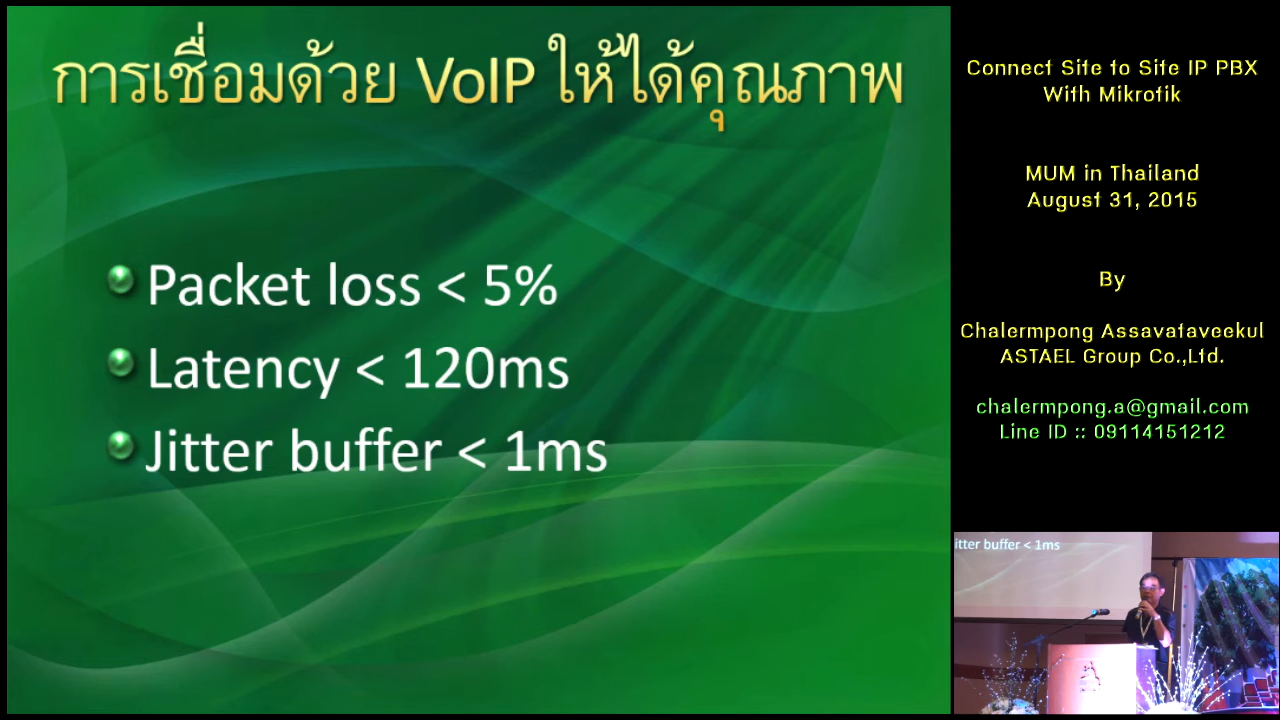 การเชื่อมด้วย VoIP ให้ได้คุณภาพ
Packet loss < 5%
Latency < 120ms
Jitter buffer < 1ms
Connect Site to Site IP PBX
With Mikrotik
MUM in Thailand
August 31, 2015
By
Chalermpong Assavataveekul
ASTAEL Group Co.,Ltd.
chalermpong.a@gmail.com
Line ID :: 09114151212
itter buffer < 1ms